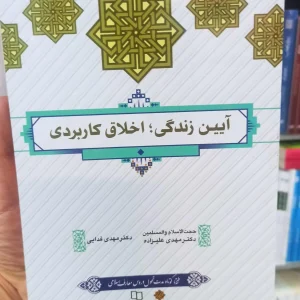 آیین زندگی؛ اخلاق کاربردی
حجت‌الاسلام والمسلمین
دکتر مهدی علیزاده
دکتر مهدی فدایی